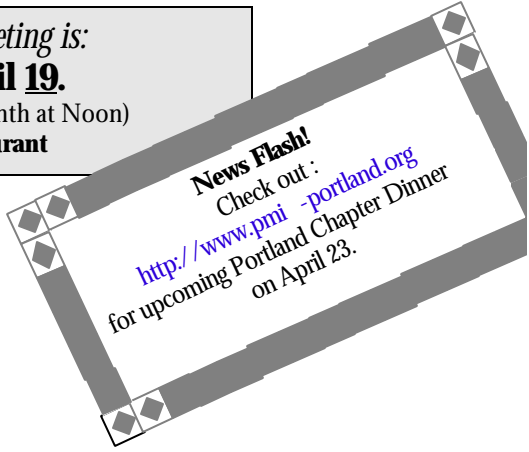 eting is:
il 19.
nth at Noon)
urant
News Flash!
Check out :
http://www.pmi -portland.org
for upcoming Portland Chapter Dinner
on April 23.